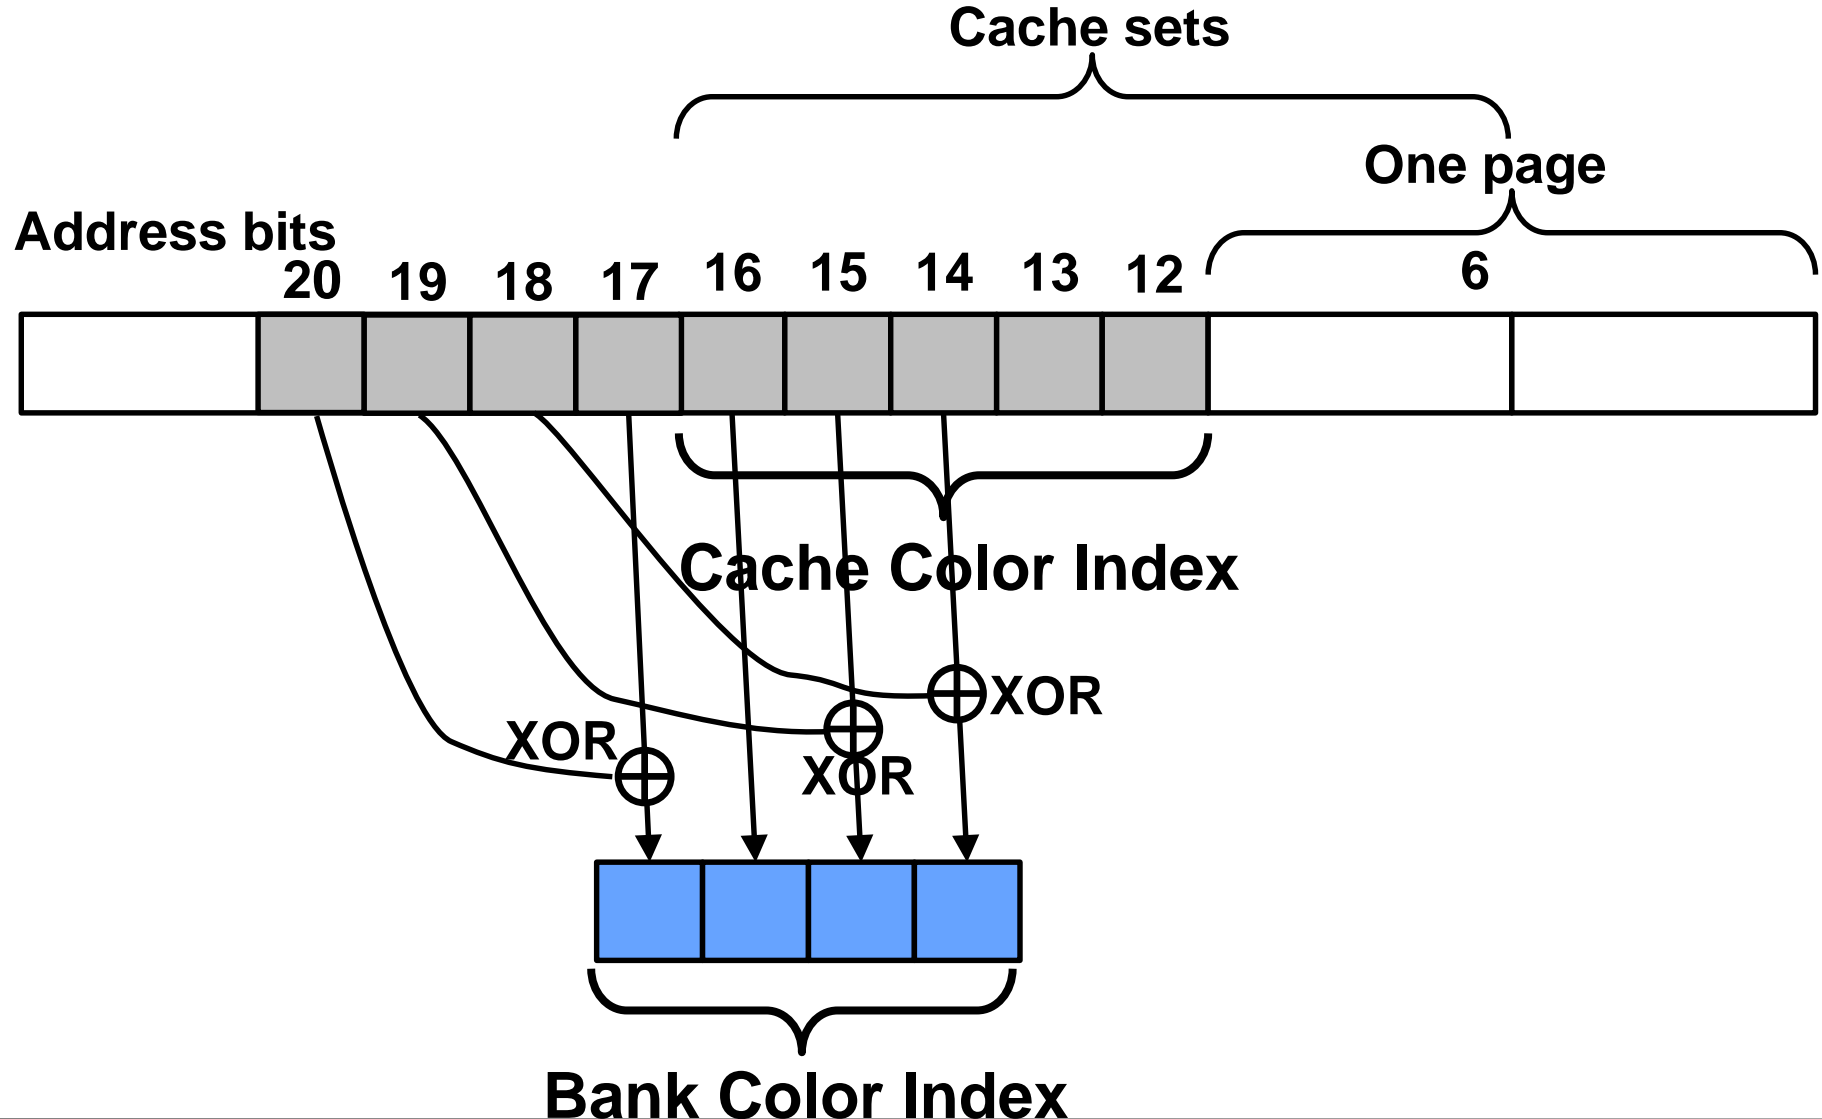 Cache sets
One page
Address bits
20 19 18 17 16 15 14 13 12 6
Cache Color Index
XOR
XOR
XOR
Bank Color Index